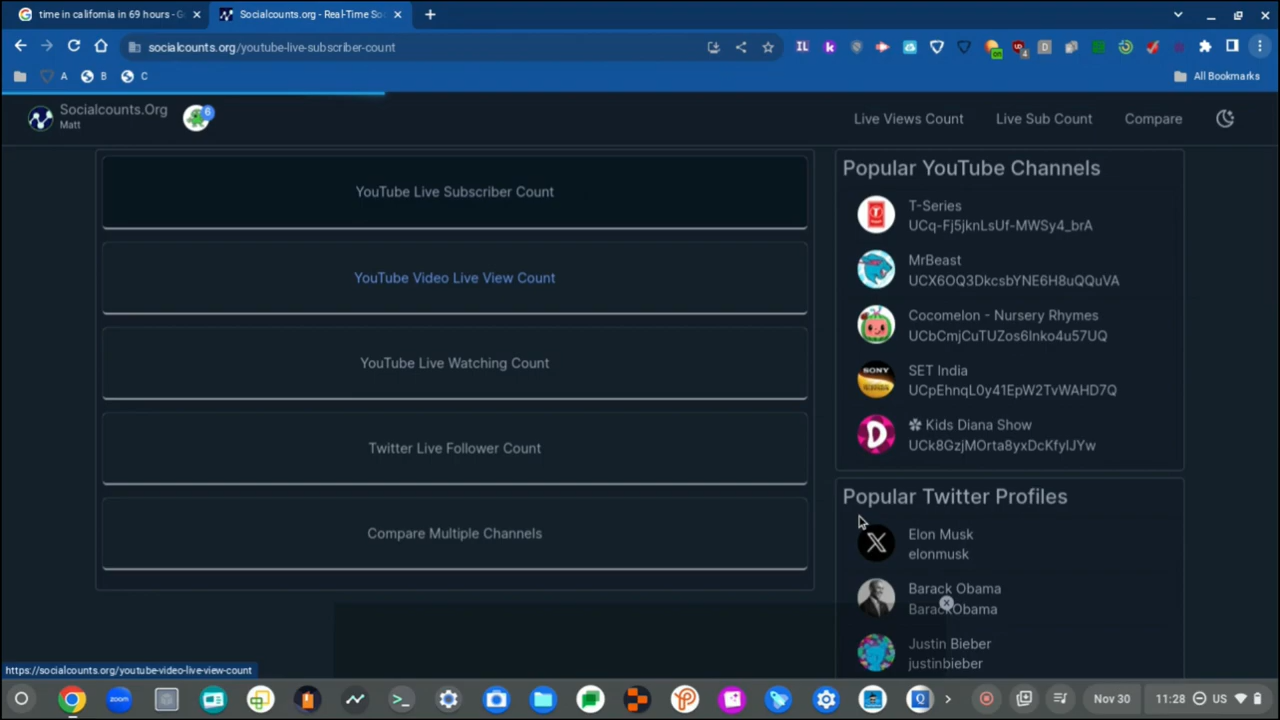 time in california in 69 hours - G
Socialcounts.org - Real-Time So
socialcounts.org/youtube-live-subscriber-count
A
B
C
All Bookmarks
Socialcounts.Org
Matt
6
Live Views Count
Live Sub Count
Compare
YouTube Live Subscriber Count
YouTube Video Live View Count
YouTube Live Watching Count
Twitter Live Follower Count
Compare Multiple Channels
Popular YouTube Channels
T-Series
UCq-Fj5jknLsUf-MWSy4_brA
MrBeast
UCX6OQ3DkcsbYNE6H8uQQuVA
Cocomelon - Nursery Rhymes
UCbCmjCuTUZos6Inko4u57UQ
SET India
UCpEhnqL0y41EpW2TvWAHD7Q
✿ Kids Diana Show
UCk8GzjMOrta8yxDcKfylJYw
Popular Twitter Profiles
Elon Musk
elonmusk
Barack Obama
BarackObama
Justin Bieber
justinbieber
https://socialcounts.org/youtube-video-live-view-count
zoom
Nov 30
11:28
US